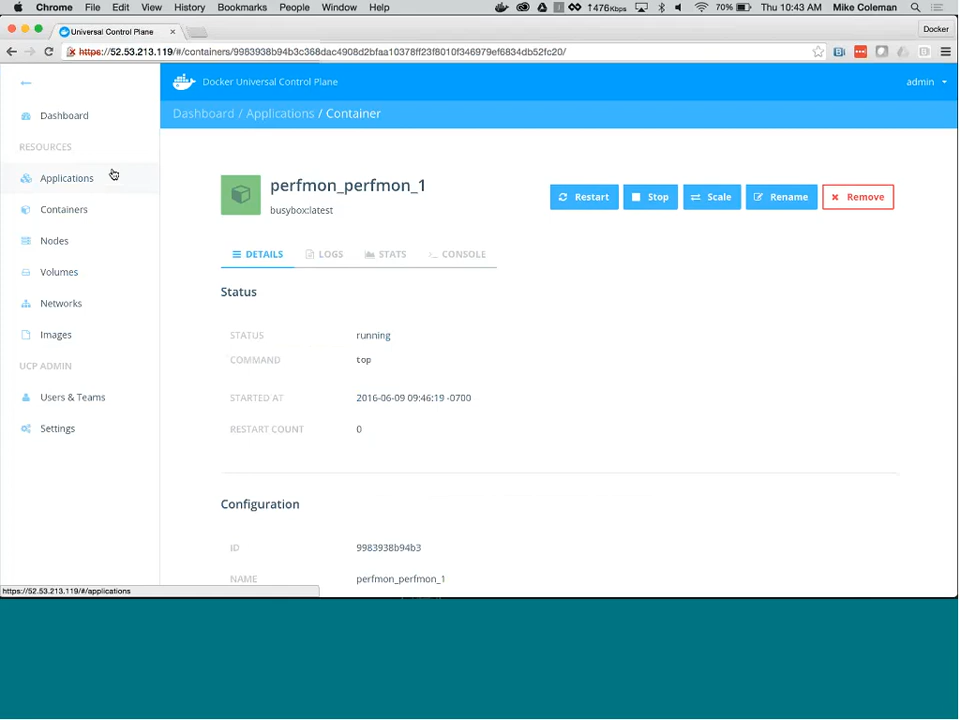 Chrome File Edit View History Bookmarks People Window Help ↑476Kbps 70% Thu 10:43 AM Mike Coleman
Universal Control Plane × Docker
https://52.53.213.119/#/containers/9983938b94b3c368dac4908d2bfaa10378ff23f8010f346979ef6834db52fc20/
Docker Universal Control Plane admin
Dashboard / Applications / Container
Dashboard
RESOURCES
Applications
Containers
Nodes
Volumes
Networks
Images
UCP ADMIN
Users & Teams
Settings
perfmon_perfmon_1
busybox:latest
Restart Stop Scale Rename Remove
DETAILS LOGS STATS CONSOLE
Status
STATUS running
COMMAND top
STARTED AT 2016-06-09 09:46:19 -0700
RESTART COUNT 0
Configuration
ID 9983938b94b3
NAME perfmon_perfmon_1
https://52.53.213.119/#/applications